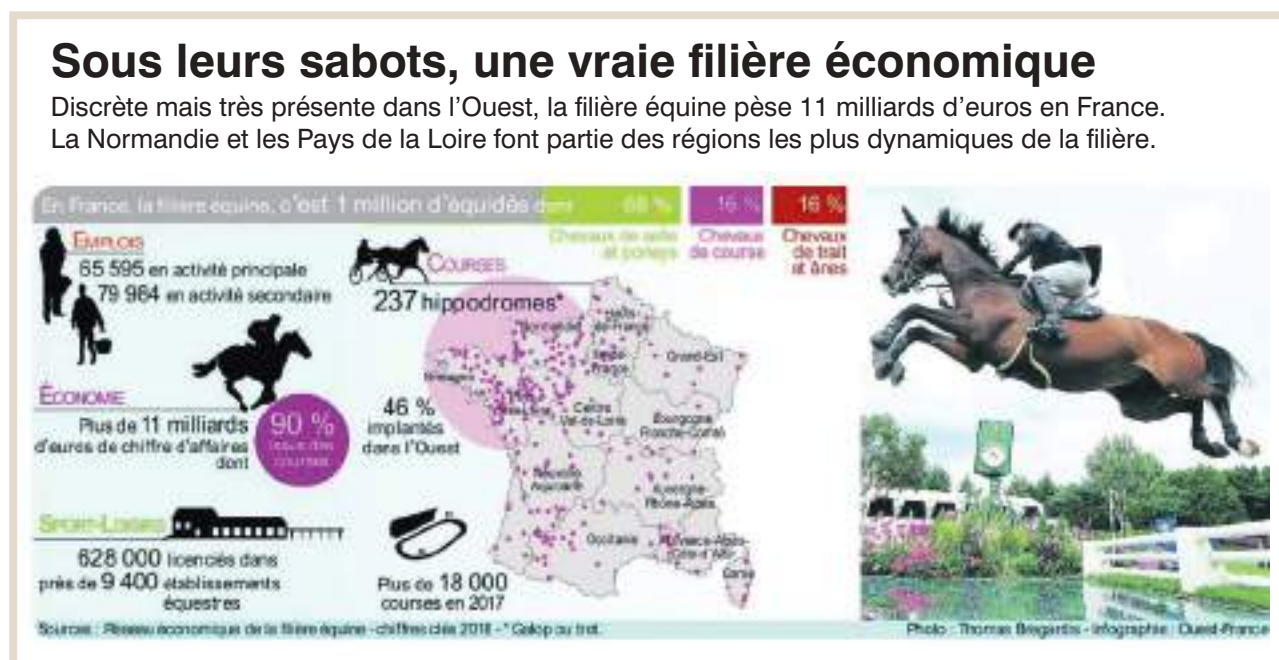 Sous leurs sabots, une vraie filière économique
Discrète mais très présente dans l'Ouest, la filière équine pèse 11 milliards d'euros en France.
La Normandie et les Pays de la Loire font partie des régions les plus dynamiques de la filière.
En France, la filière équine, c'est 1 million d'équidés dont 68 % 16 % 16 %
Chevaux de selle
et poneys
Chevaux
de course
Chevaux
de trait
et ânes
EMPLOIS
65 595 en activité principale
79 964 en activité secondaire
COURSES
237 hippodromes*
Normandie
Hauts-
de-France
Grand-Est
Bretagne
Centre
Val-de-Loire
Bourgogne
Franche-Comté
Nouvelle
Aquitaine
Auvergne
Rhône-Alpes
Occitanie
Provence-Alpes-
Côte d'Azur
Corse
46 %
implantés
dans l'Ouest
ÉCONOMIE
Plus de 11 milliards
d'euros de chiffre d'affaires
dont
90 %
issus des
courses
SPORT-LOISIRS
628 000 licenciés dans
près de 9 400 établissements
équestres
Plus de 18 000
courses en 2017
Sources : Réseau économique de la filière équine - chiffres clés 2018 - * Galop ou trot.
Photo : Thomas Brégardis - Infographie : Ouest-France